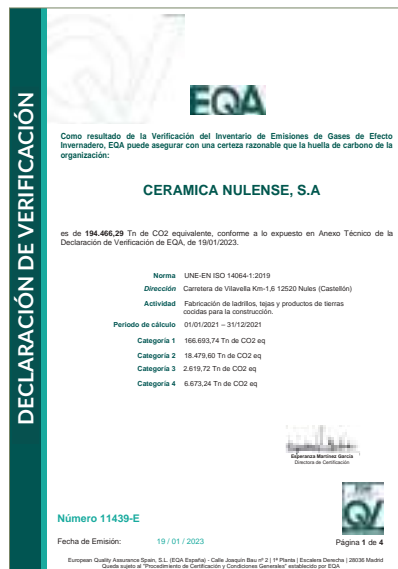 DECLARACIÓN DE VERIFICACIÓN
EQA
Como resultado de la Verificación del Inventario de Emisiones de Gases de Efecto
Invernadero, EQA puede asegurar con una certeza razonable que la huella de carbono de la
organización:
CERAMICA NULENSE, S.A
es de 194.466,29 Tn de CO2 equivalente, conforme a lo expuesto en Anexo Técnico de la
Declaración de Verificación de EQA, de 19/01/2023.
Norma UNE-EN ISO 14064-1:2019
Dirección Carretera de Vilavella Km-1,6 12520 Nules (Castellón)
Actividad Fabricación de ladrillos, tejas y productos de tierras
cocidas para la construcción.
Periodo de cálculo 01/01/2021 – 31/12/2021
Categoría 1 166.693,74 Tn de CO2 eq
Categoría 2 18.479,60 Tn de CO2 eq
Categoría 3 2.619,72 Tn de CO2 eq
Categoría 4 6.673,24 Tn de CO2 eq
Esperanza Martínez García
Directora de Certificación
Número 11439-E
Fecha de Emisión: 19 / 01 / 2023
Página 1 de 4
European Quality Assurance Spain, S.L. (EQA España) - Calle Joaquín Bau nº 2 | 1ª Planta | Escalera Derecha | 28036 Madrid
Queda sujeto al "Procedimiento de Certificación y Condiciones Generales" establecido por EQA